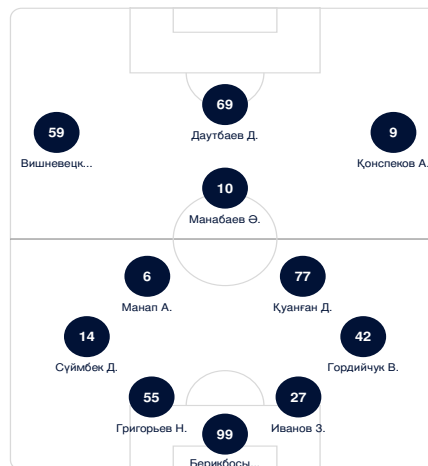 69
Даутбаев Д.
59
Вишневецк...
9
Қонспеков А.
10
Манабаев Ә.
6
Манап А.
77
Қуанған Д.
14
Сүймбек Д.
42
Гордийчук В.
55
Григорьев Н.
27
Иванов З.
99
Берикбосы...